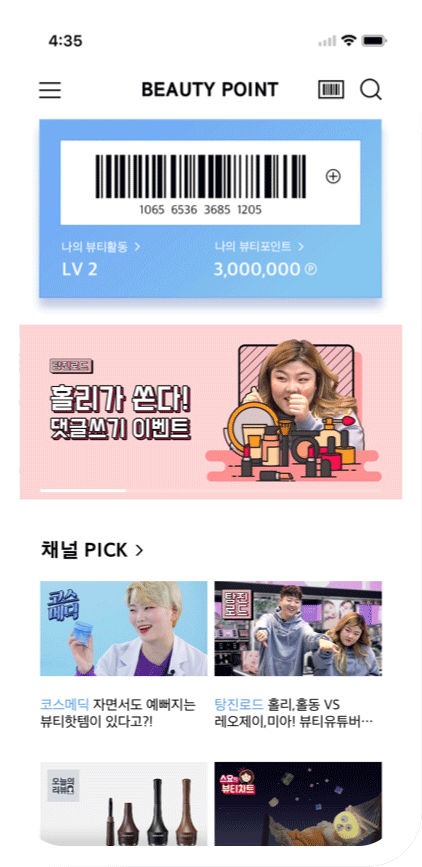 4:35
BEAUTY POINT
1065 6536 3685 1205
나의 뷰티활동 >
나의 뷰티포인트 >
LV 2
3,000,000 P
탕진로드
홀리가 쏜다!
댓글쓰기 이벤트
채널 PICK >
코스
메틱
탕진
로드
코스메틱 자면서도 예뻐지는
뷰티핫템이 있다고?!
탕진로드 홀리,홀동 VS
레오제이,미아! 뷰티유튜버…
오늘의
리뷰
스요의
뷰티차트